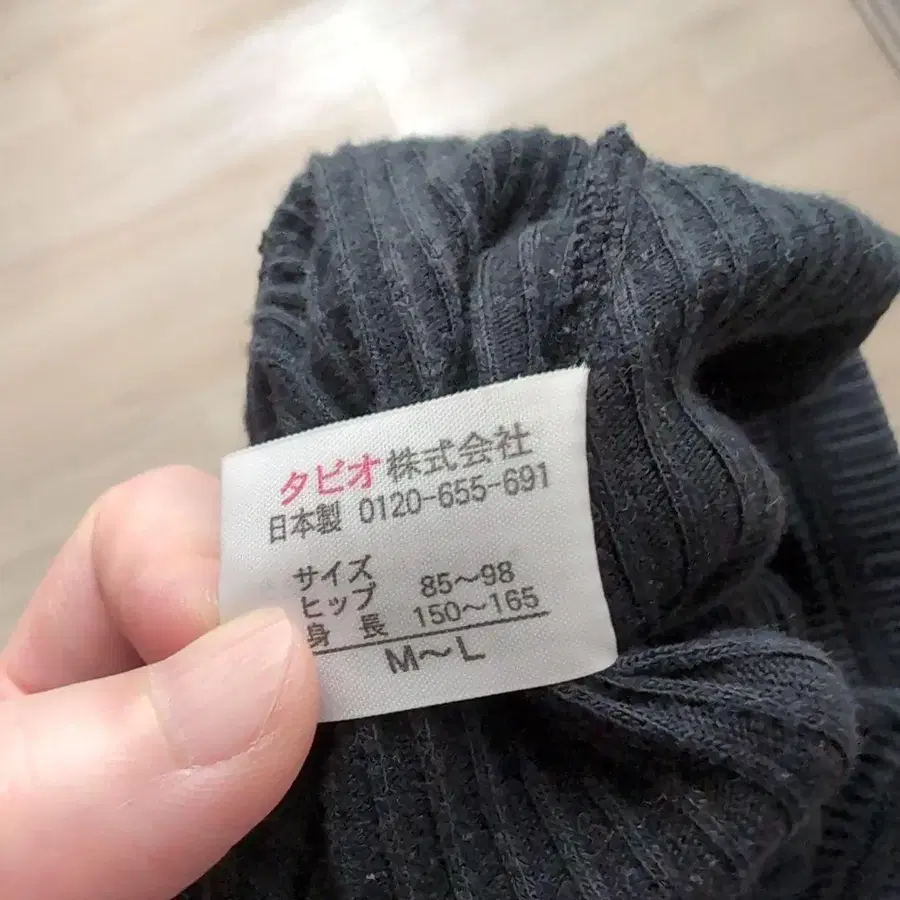 タビオ株式会社
日本製 0120-655-691
サイズ
ヒップ 85～98
身長 150～165
M～L